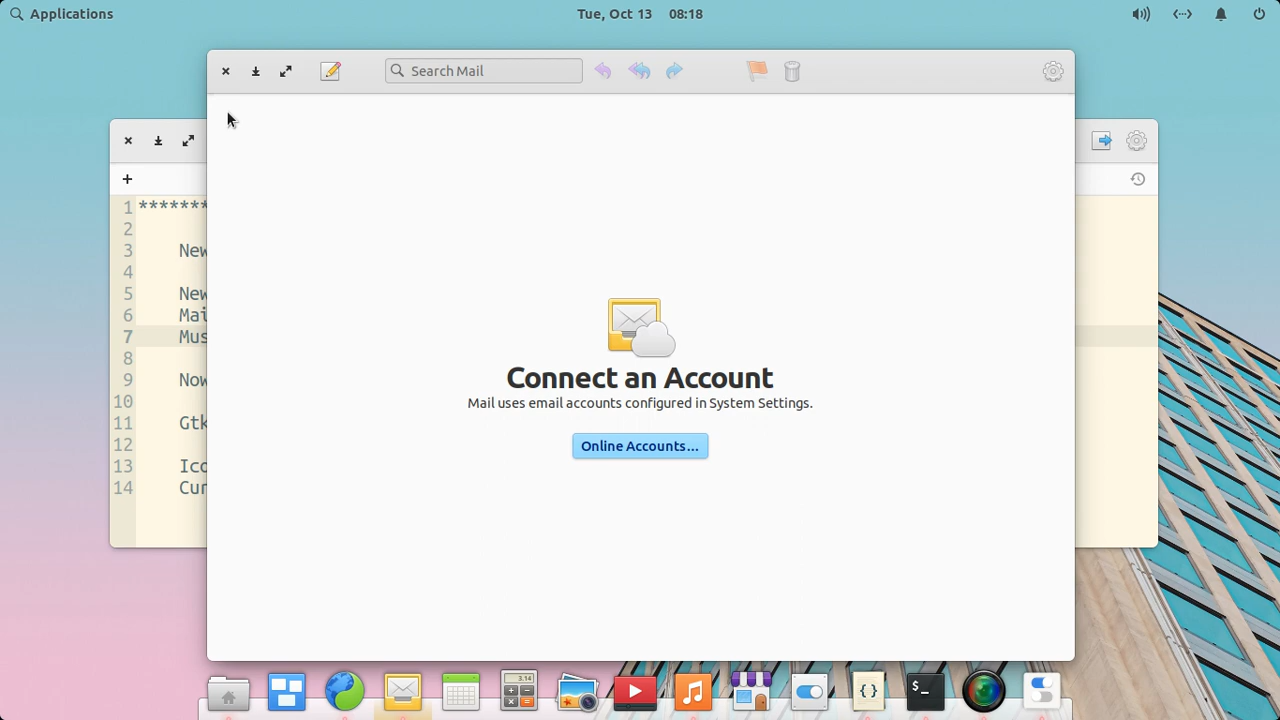 Applications
Tue, Oct 13 08:18
Search Mail
+
1 ********
2
3 New
4
5 New
6 Mai
7 Mus
8
9 Now
10
11 Gtk
12
13 Ico
14 Cur
Connect an Account
Mail uses email accounts configured in System Settings.
Online Accounts…
3.14
{ }
$_